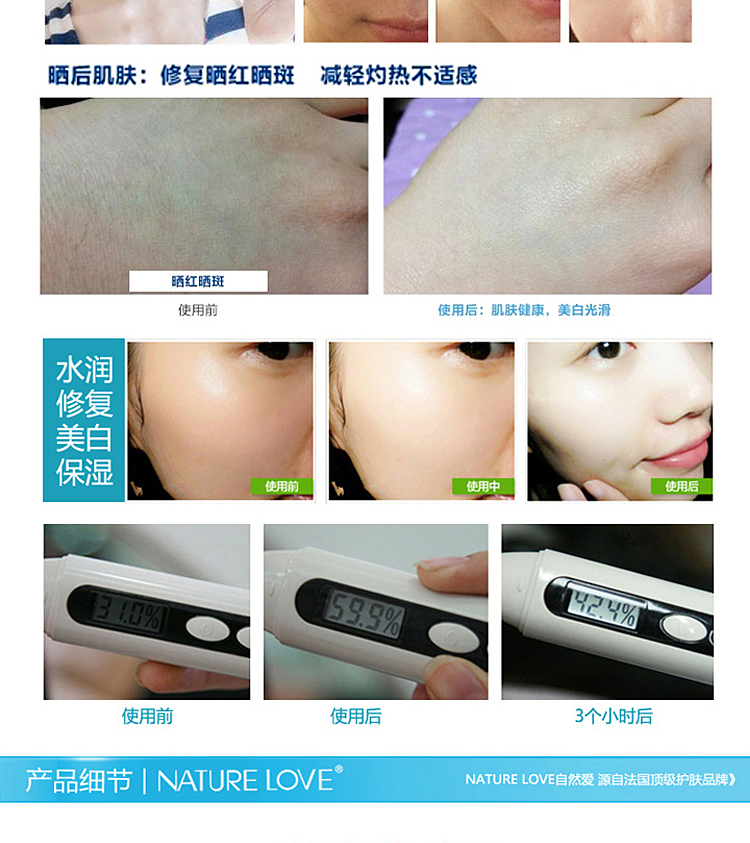 晒后肌肤：修复晒红晒斑 减轻灼热不适感
晒红晒斑
使用前
使用后：肌肤健康，美白光滑
水润
修复
美白
保湿
使用前
使用中
使用后
31.0%
59.9%
42.4%
使用前
使用后
3个小时后
产品细节 | NATURE LOVE®
NATURE LOVE自然爱 源自法国顶级护肤品牌》